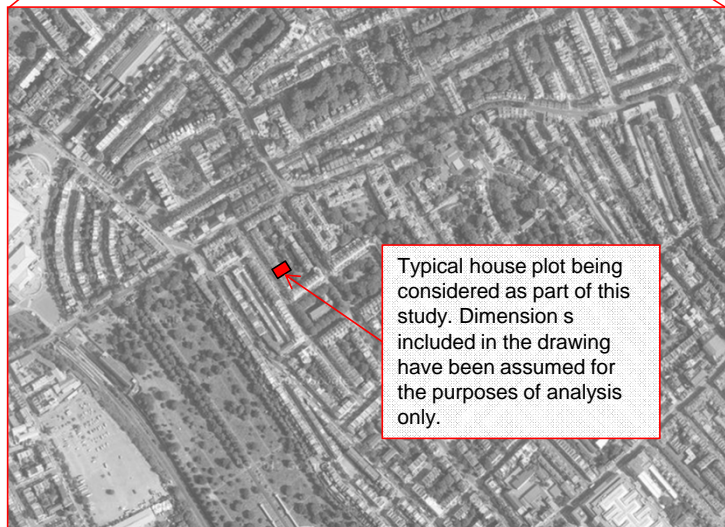 Typical house plot being
considered as part of this
study. Dimension s
included in the drawing
have been assumed for
the purposes of analysis
only.